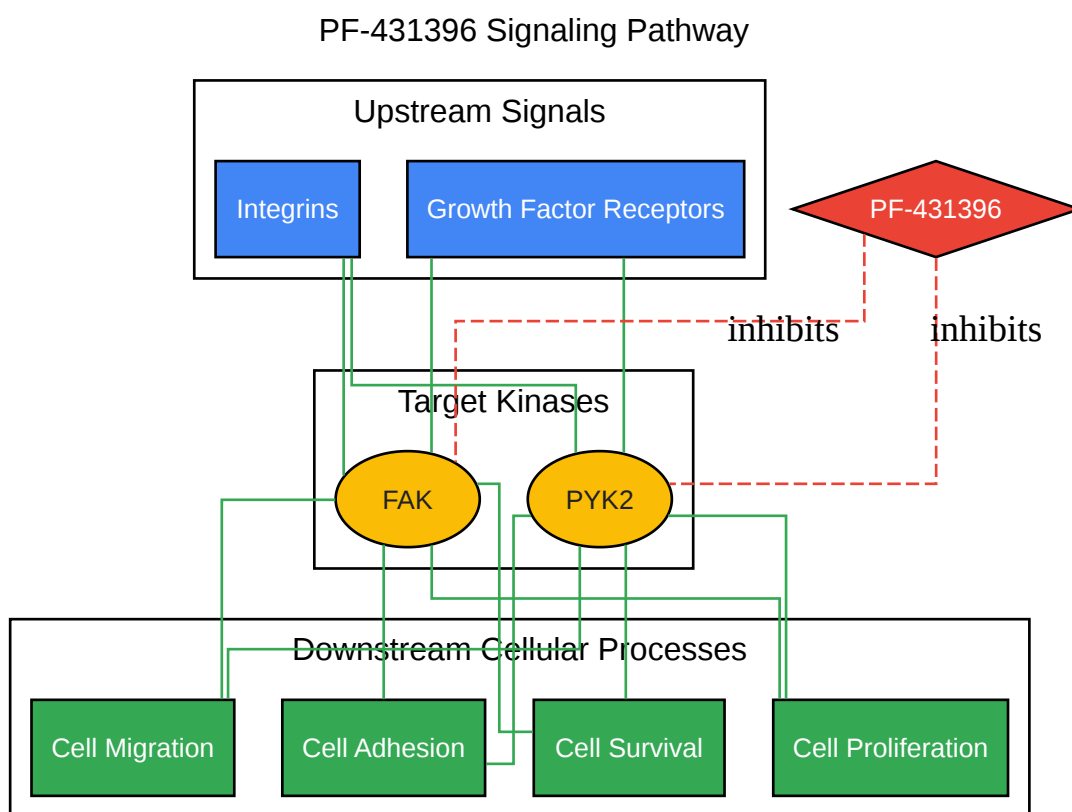 PF-431396 Signaling Pathway
Upstream Signals
Integrins
Growth Factor Receptors
PF-431396
inhibits
inhibits
Target Kinases
FAK
PYK2
Downstream Cellular Processes
Cell Migration
Cell Adhesion
Cell Survival
Cell Proliferation